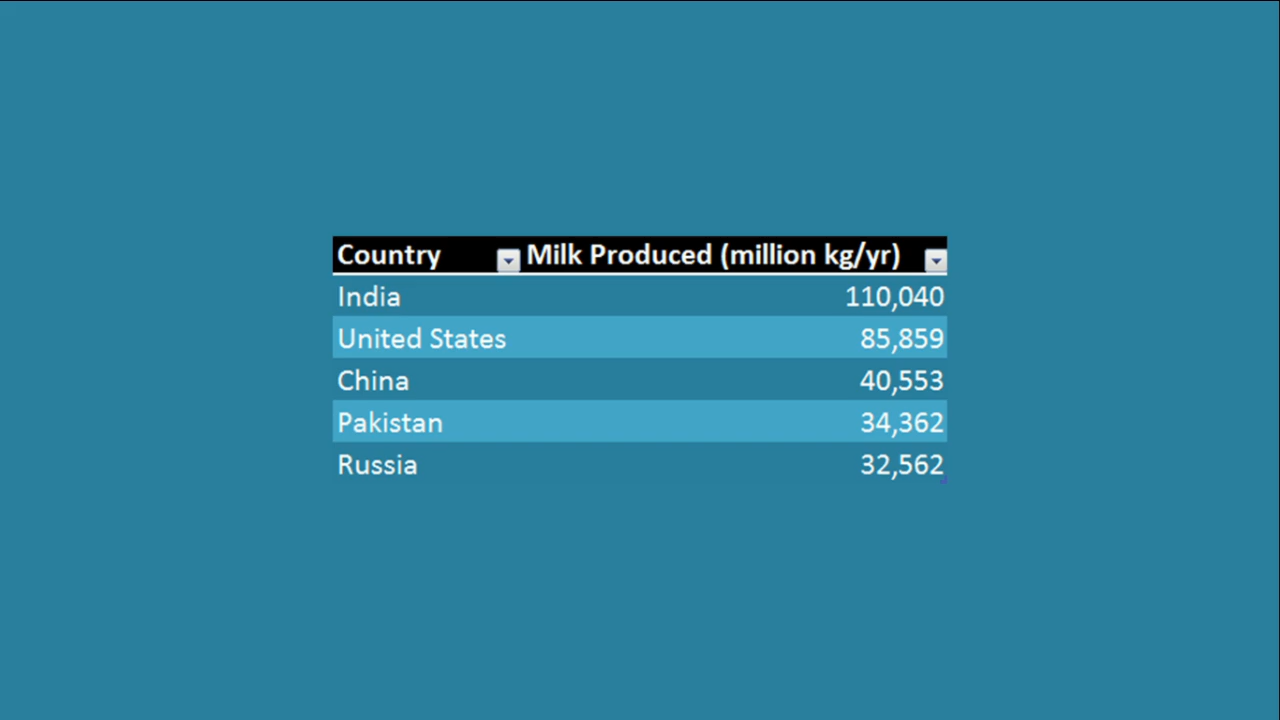 Country Milk Produced (million kg/yr)
India 110,040
United States 85,859
China 40,553
Pakistan 34,362
Russia 32,562